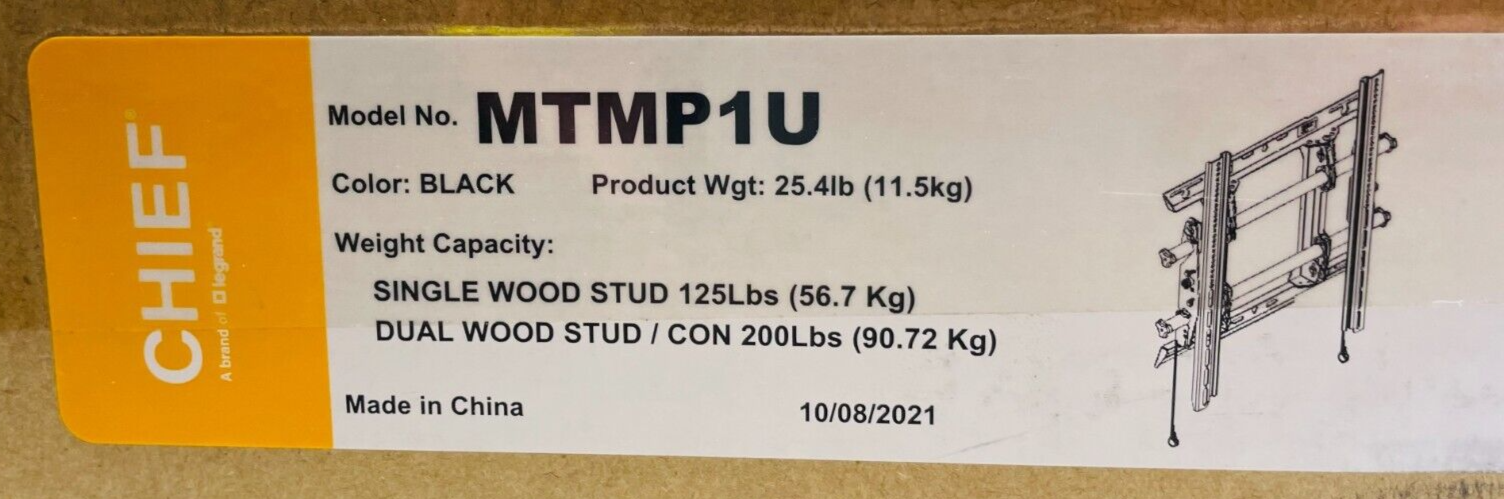 CHIEF®
A brand of legrand®
Model No. MTMP1U
Color: BLACK Product Wgt: 25.4lb (11.5kg)
Weight Capacity:
SINGLE WOOD STUD 125Lbs (56.7 Kg)
DUAL WOOD STUD / CON 200Lbs (90.72 Kg)
Made in China 10/08/2021